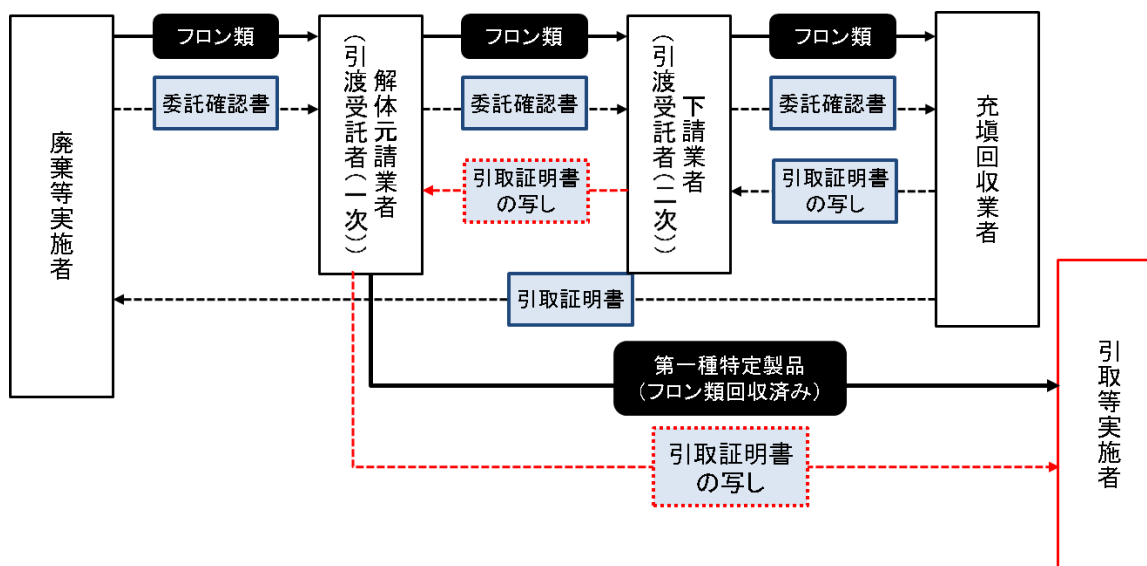 フロン類
フロン類
フロン類
委託確認書
委託確認書
委託確認書
廃棄等実施者
解体元請業者
（引渡受託者（一次））
下請業者
（引渡受託者（二次））
充塡回収業者
引取証明書
の写し
引取証明書
の写し
引取証明書
第一種特定製品
（フロン類回収済み）
引取証明書
の写し
引取等実施者